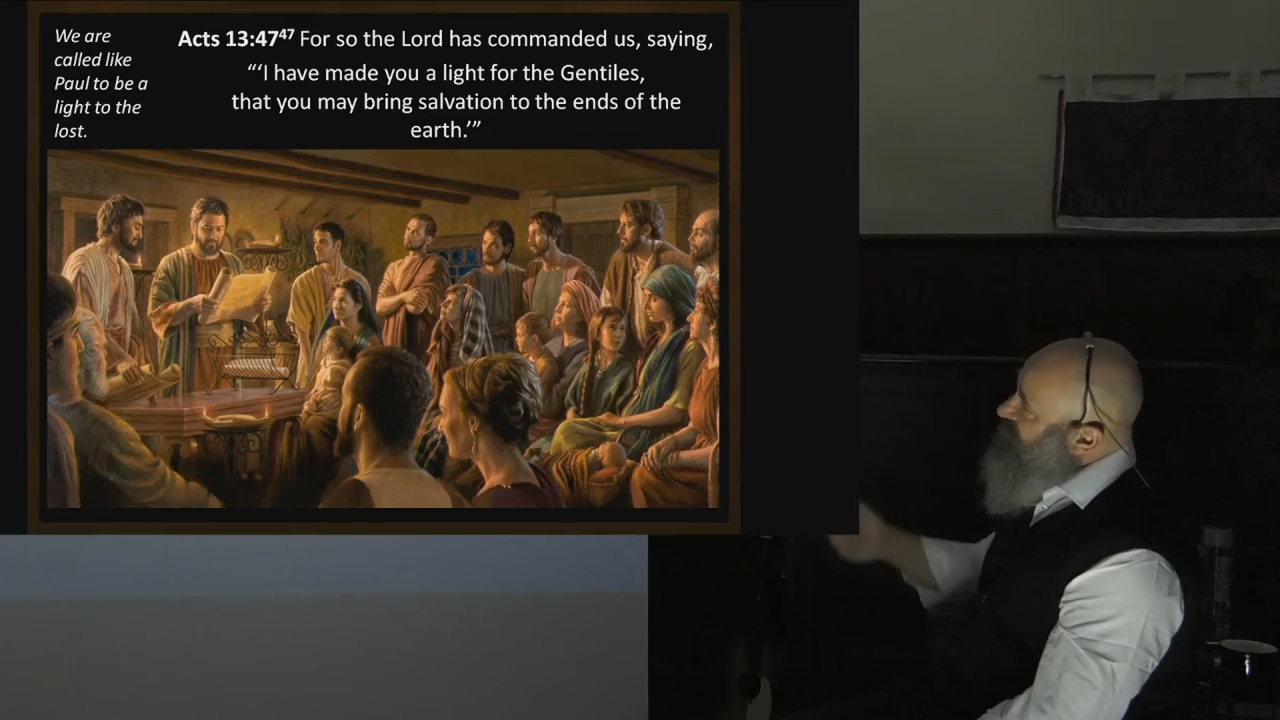 We are
called like
Paul to be a
light to the
lost.
Acts 13:47⁴⁷ For so the Lord has commanded us, saying,
“‘I have made you a light for the Gentiles,
that you may bring salvation to the ends of the
earth.’”